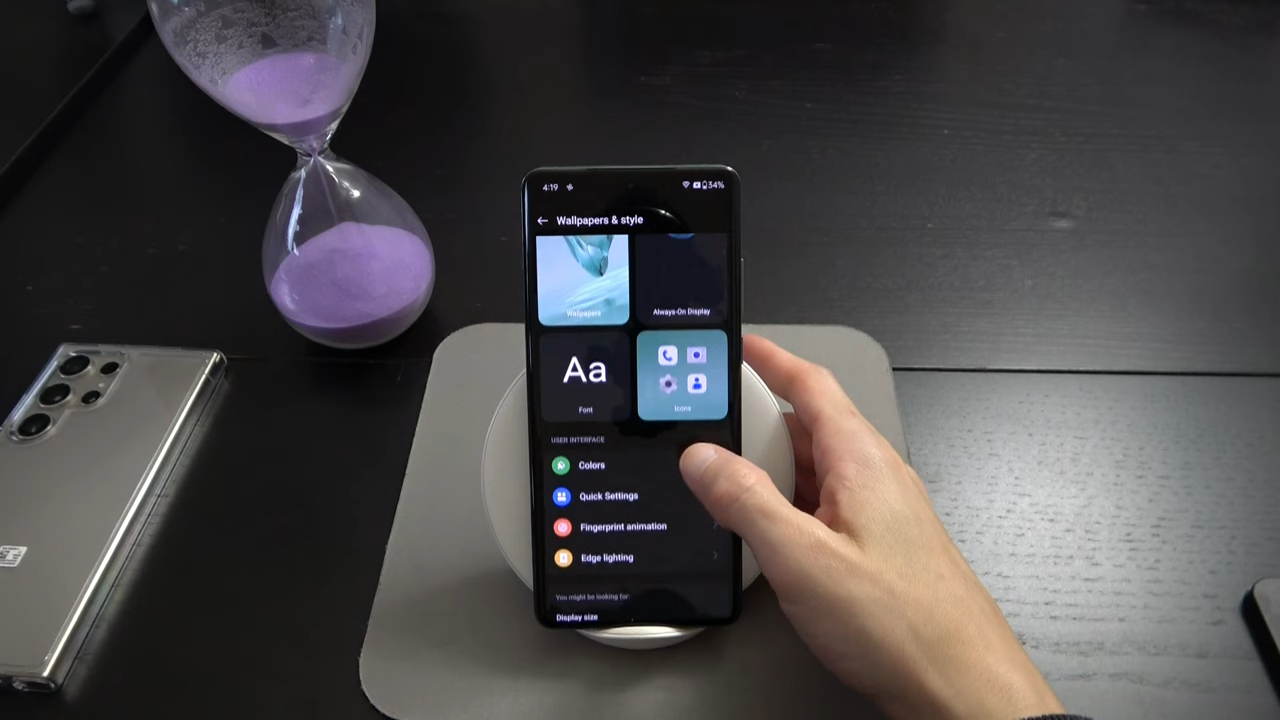 4:19 34%
Wallpapers & style
Wallpapers Always-On Display
Aa
Font Icons
USER INTERFACE
Colors
Quick Settings
Fingerprint animation
Edge lighting
You might be looking for:
Display size